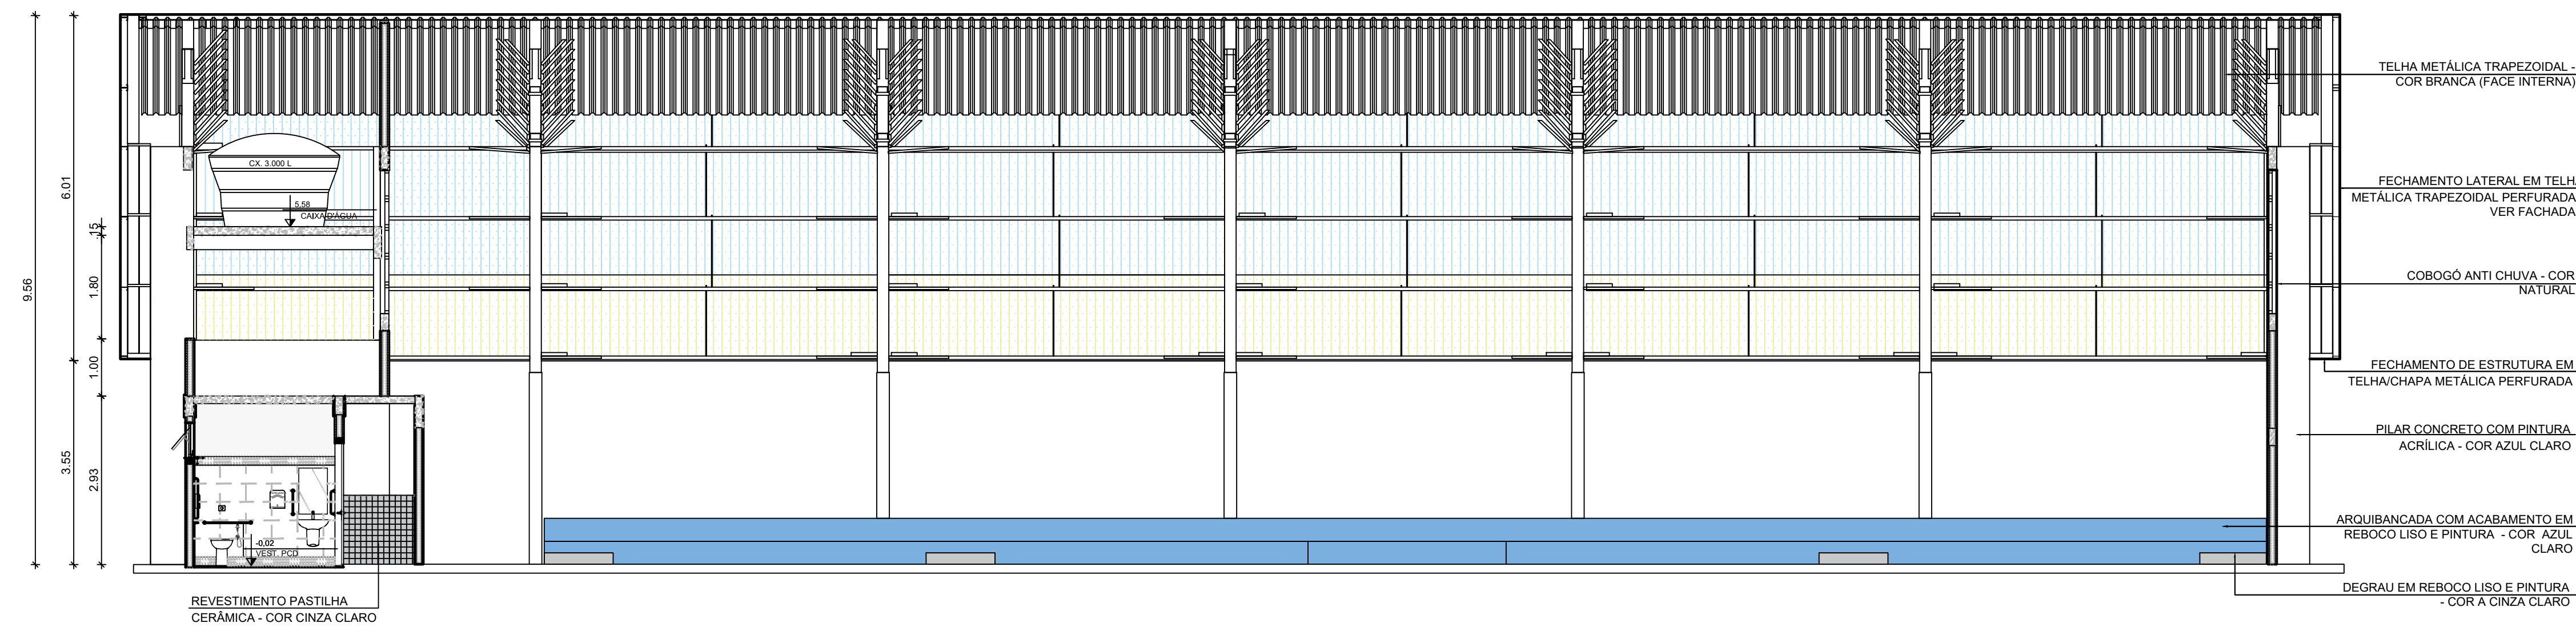 TELHA METÁLICA TRAPEZOIDAL -
COR BRANCA (FACE INTERNA)
FECHAMENTO LATERAL EM TELH
METÁLICA TRAPEZOIDAL PERFURADA
VER FACHADA
COBOGÓ ANTI CHUVA - COR
NATURAL
FECHAMENTO DE ESTRUTURA EM
TELHA/CHAPA METÁLICA PERFURADA
PILAR CONCRETO COM PINTURA
ACRÍLICA - COR AZUL CLARO
ARQUIBANCADA COM ACABAMENTO EM
REBOCO LISO E PINTURA - COR AZUL
CLARO
DEGRAU EM REBOCO LISO E PINTURA
- COR A CINZA CLARO
CX. 3.000 L
5,58
CAIXA D'ÁGUA
-0,02
VEST. PCD
REVESTIMENTO PASTILHA
CERÂMICA - COR CINZA CLARO
9.56
6.01
3.55
.15
1.80
1.00
2.93